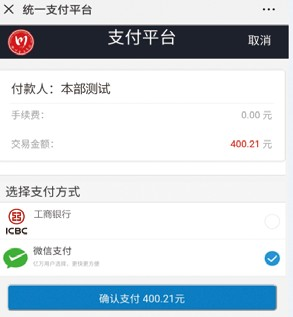 统一支付平台
支付平台 取消
付款人：本部测试
手续费： 0.00 元
交易金额： 400.21 元
选择支付方式
工商银行
ICBC
微信支付
亿万用户选择，更快更方便
确认支付 400.21元